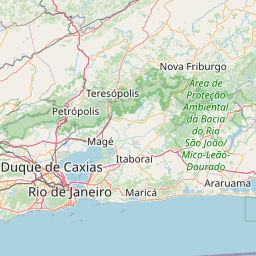 Nova Friburgo
Teresópolis
Área de
Proteção
Ambiental
da Bacia
do Rio
São João/
Mico-Leão-
Dourado
Petrópolis
Magé
Itaboraí
Duque de Caxias
Rio de Janeiro
Maricá
Araruama